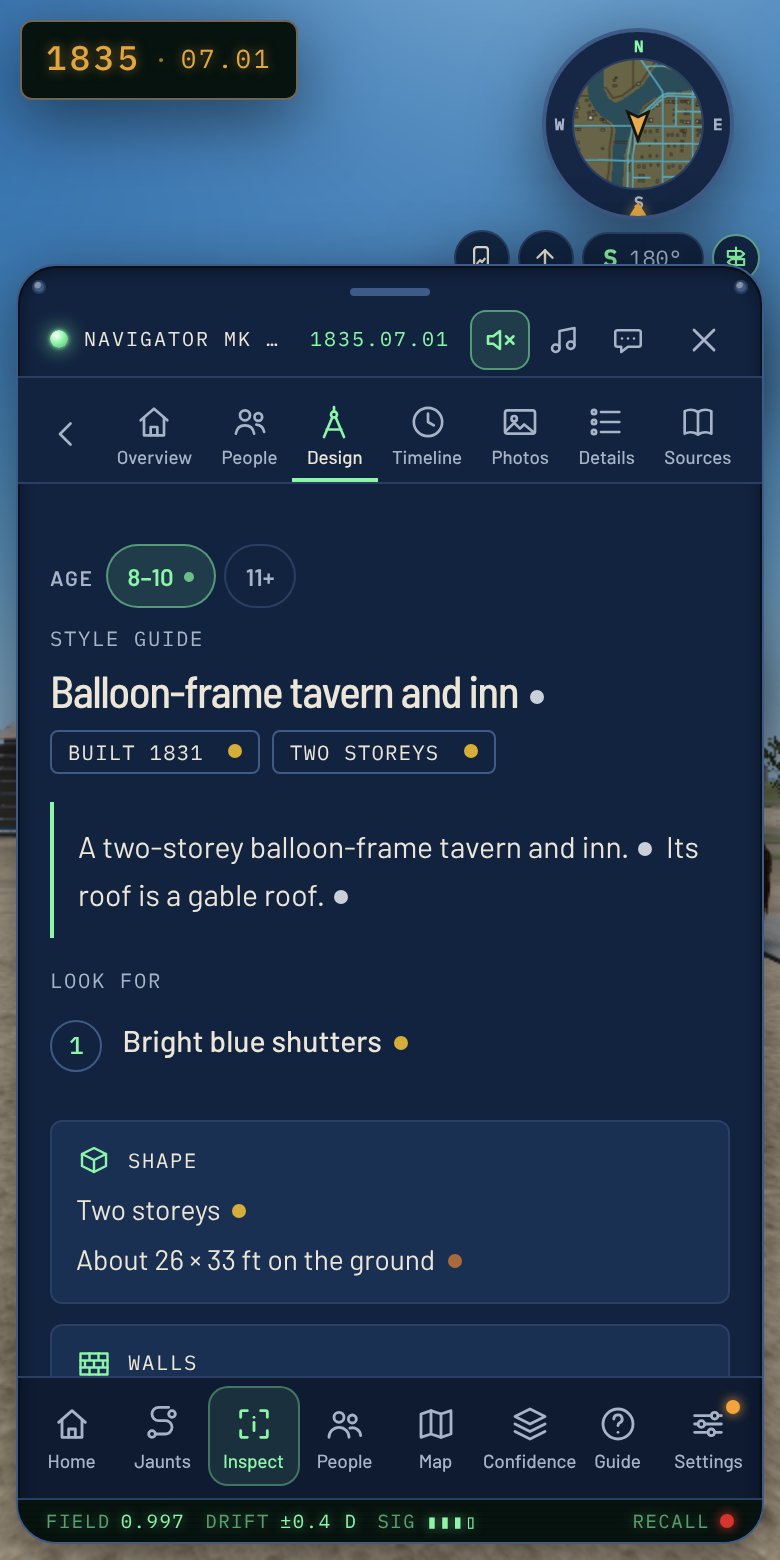 1835 · 07.01
N
W E
S
S 180°
NAVIGATOR MK … 1835.07.01
Overview People Design Timeline Photos Details Sources
AGE 8–10 11+
STYLE GUIDE
Balloon-frame tavern and inn
BUILT 1831 TWO STOREYS
A two-storey balloon-frame tavern and inn. Its
roof is a gable roof.
LOOK FOR
1 Bright blue shutters
SHAPE
Two storeys
About 26 × 33 ft on the ground
WALLS
Home Jaunts Inspect People Map Confidence Guide Settings
FIELD 0.997 DRIFT ±0.4 D SIG RECALL